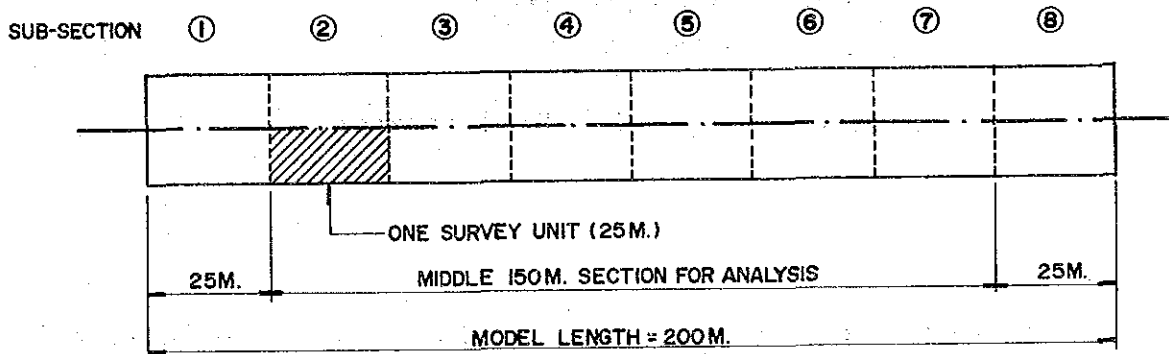 SUB-SECTION ① ② ③ ④ ⑤ ⑥ ⑦ ⑧
ONE SURVEY UNIT (25M.)
25M. MIDDLE 150M. SECTION FOR ANALYSIS 25M.
MODEL LENGTH = 200M.